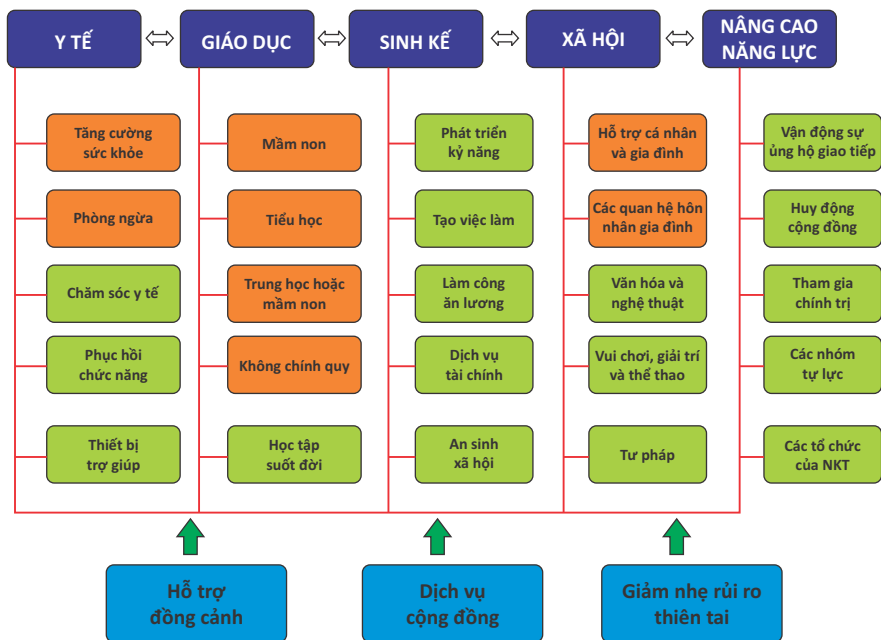 Y TẾ
GIÁO DỤC
SINH KẾ
XÃ HỘI
NÂNG CAO
NĂNG LỰC
Tăng cường
sức khỏe
Phòng ngừa
Chăm sóc y tế
Phục hồi
chức năng
Thiết bị
trợ giúp
Mầm non
Tiểu học
Trung học hoặc
mầm non
Không chính quy
Học tập
suốt đời
Phát triển
kỷ năng
Tạo việc làm
Làm công
ăn lương
Dịch vụ
tài chính
An sinh
xã hội
Hỗ trợ cá nhân
và gia đình
Các quan hệ hôn
nhân gia đình
Văn hóa và
nghệ thuật
Vui chơi, giải trí
và thể thao
Tư pháp
Vận động sự
ủng hộ giao tiếp
Huy động
cộng đồng
Tham gia
chính trị
Các nhóm
tự lực
Các tổ chức
của NKT
Hỗ trợ
đồng cảnh
Dịch vụ
cộng đồng
Giảm nhẹ rủi ro
thiên tai